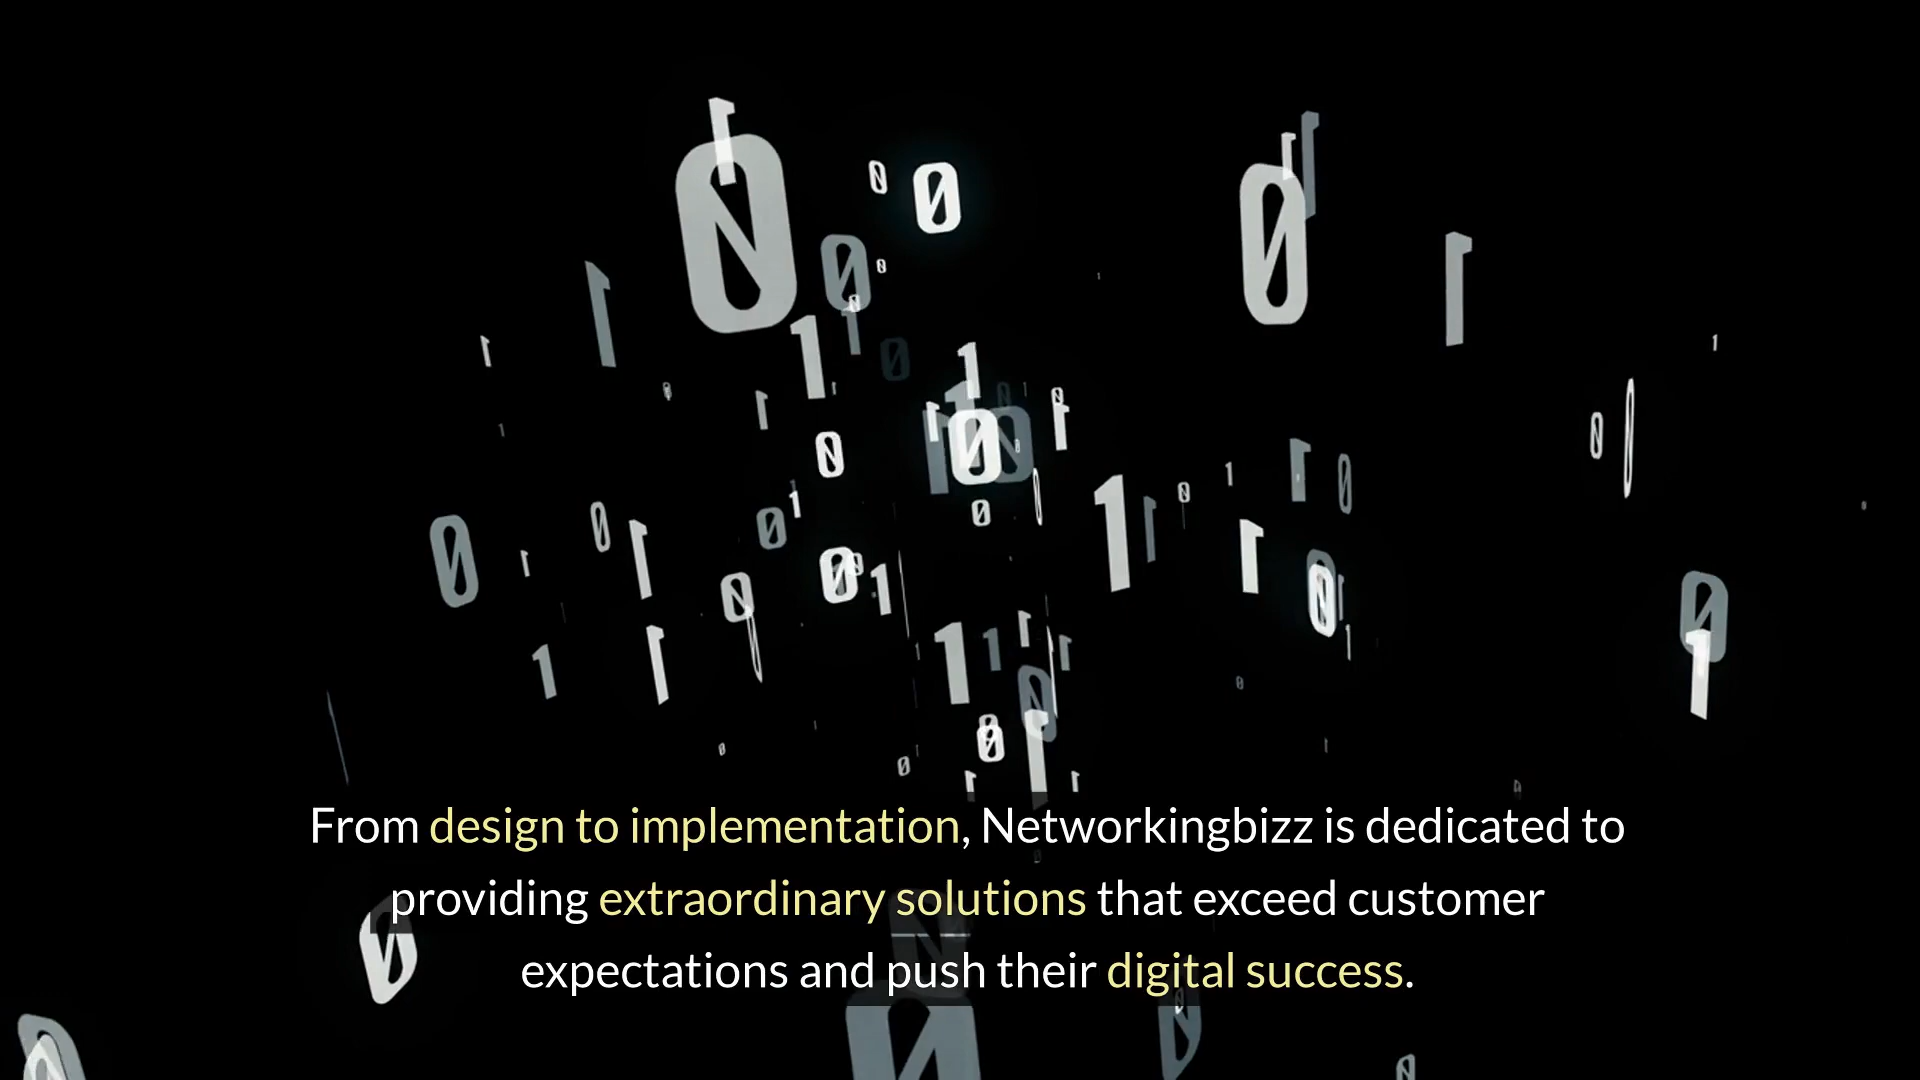 From design to implementation, Networkingbizz is dedicated to
providing extraordinary solutions that exceed customer
expectations and push their digital success.